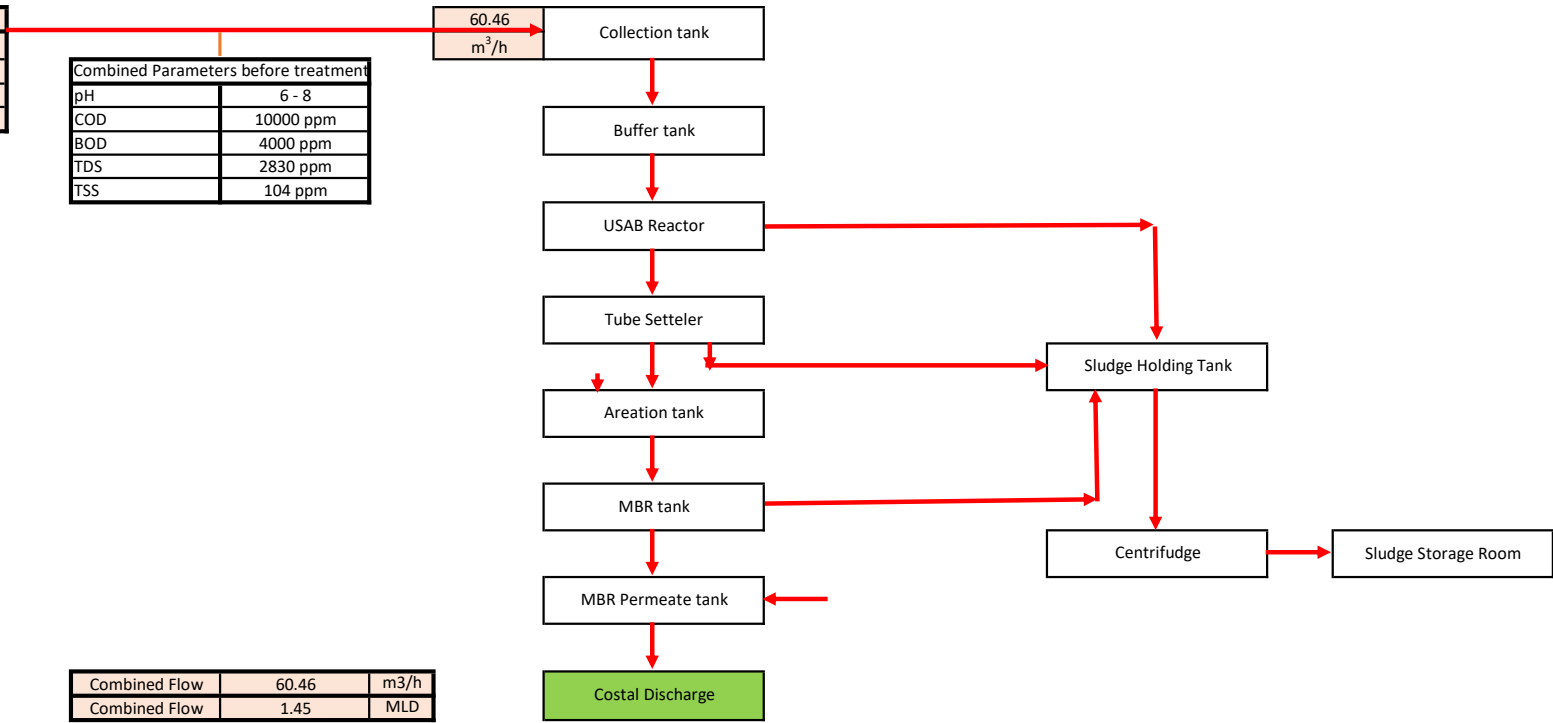 60.46
m³/h
Collection tank
Combined Parameters before treatment
pH 6 - 8
COD 10000 ppm
BOD 4000 ppm
TDS 2830 ppm
TSS 104 ppm
Buffer tank
USAB Reactor
Tube Setteler
Sludge Holding Tank
Areation tank
MBR tank
Centrifudge
Sludge Storage Room
MBR Permeate tank
Combined Flow 60.46 m3/h
Combined Flow 1.45 MLD
Costal Discharge